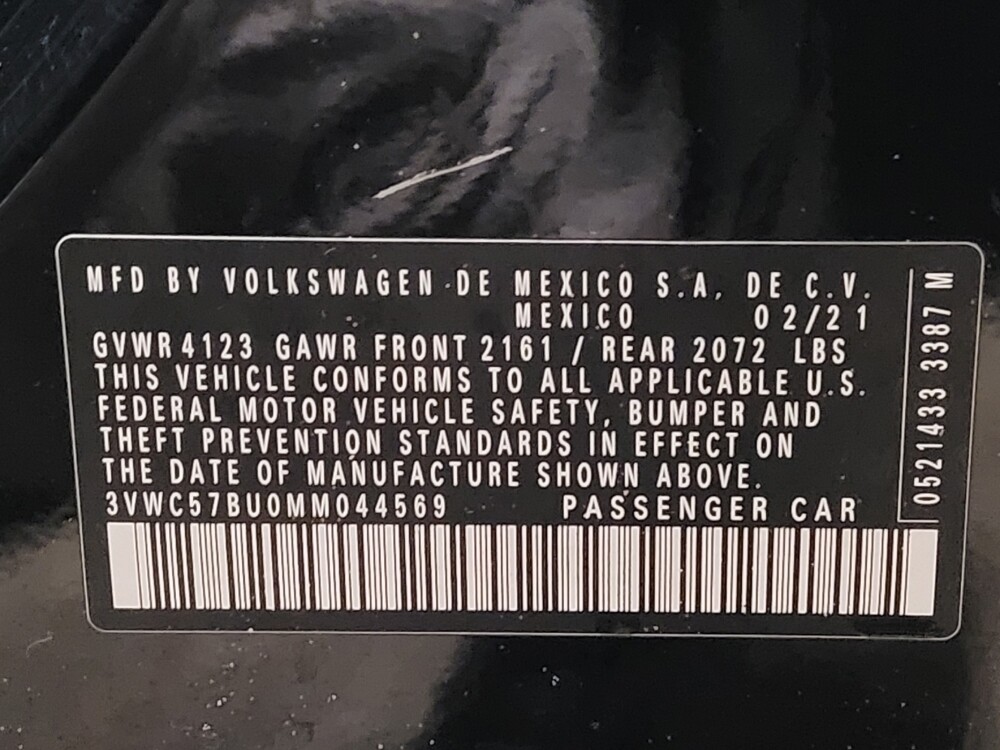 MFD BY VOLKSWAGEN DE MEXICO S.A. DE C.V.
MEXICO 02/21
GVWR 4123 GAWR FRONT 2161 / REAR 2072 LBS
THIS VEHICLE CONFORMS TO ALL APPLICABLE U.S.
FEDERAL MOTOR VEHICLE SAFETY, BUMPER AND
THEFT PREVENTION STANDARDS IN EFFECT ON
THE DATE OF MANUFACTURE SHOWN ABOVE.
3VWC57BU0MM044569 PASSENGER CAR
0521433 3387 M